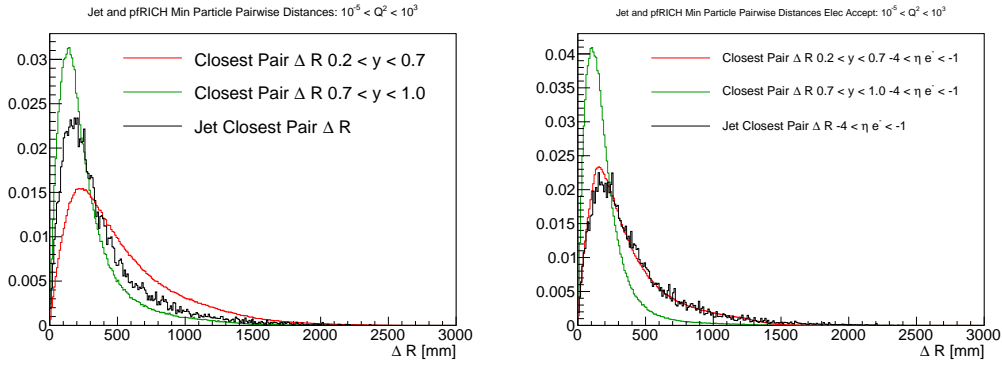 Jet and pfRICH Min Particle Pairwise Distances: 10⁻⁵ < Q² < 10³
Closest Pair Δ R 0.2 < y < 0.7
Closest Pair Δ R 0.7 < y < 1.0
Jet Closest Pair Δ R
0.03
0.025
0.02
0.015
0.01
0.005
0
0 500 1000 1500 2000 2500 3000
Δ R [mm]
Jet and pfRICH Min Particle Pairwise Distances Elec Accept: 10⁻⁵ < Q² < 10³
Closest Pair Δ R 0.2 < y < 0.7 -4 < η e⁻ < -1
Closest Pair Δ R 0.7 < y < 1.0 -4 < η e⁻ < -1
Jet Closest Pair Δ R -4 < η e⁻ < -1
0.04
0.035
0.03
0.025
0.02
0.015
0.01
0.005
0
0 500 1000 1500 2000 2500 3000
Δ R [mm]